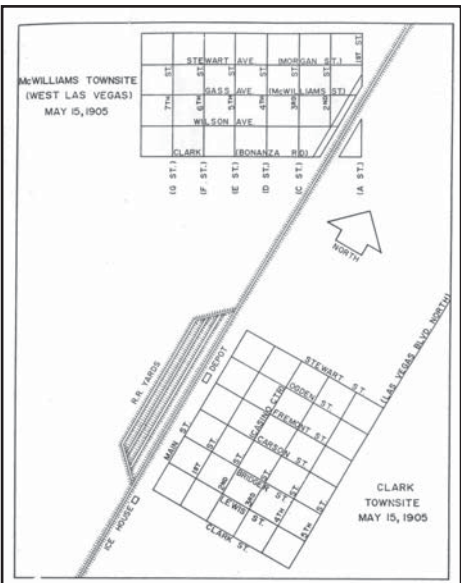 McWILLIAMS TOWNSITE
(WEST LAS VEGAS)
MAY 15, 1905
STEWART AVE. (MORGAN ST.)
GASS AVE. (McWILLIAMS ST.)
WILSON AVE.
CLARK (BONANZA RD)
7TH ST.
6TH ST.
5TH ST.
4TH ST.
3RD ST.
2ND ST.
1ST ST.
(G ST.)
(F ST.)
(E ST.)
(D ST.)
(C ST.)
(A ST.)
NORTH
R.R. YARDS
DEPOT
ICE HOUSE
STEWART ST.
OGDEN ST.
FREMONT ST.
CARSON ST.
BRIDGER ST.
LEWIS ST.
CLARK ST.
MAIN ST.
1ST ST.
2ND ST.
3RD ST.
(CASINO CTR)
4TH ST.
5TH ST.
(LAS VEGAS BLVD NORTH)
CLARK
TOWNSITE
MAY 15, 1905